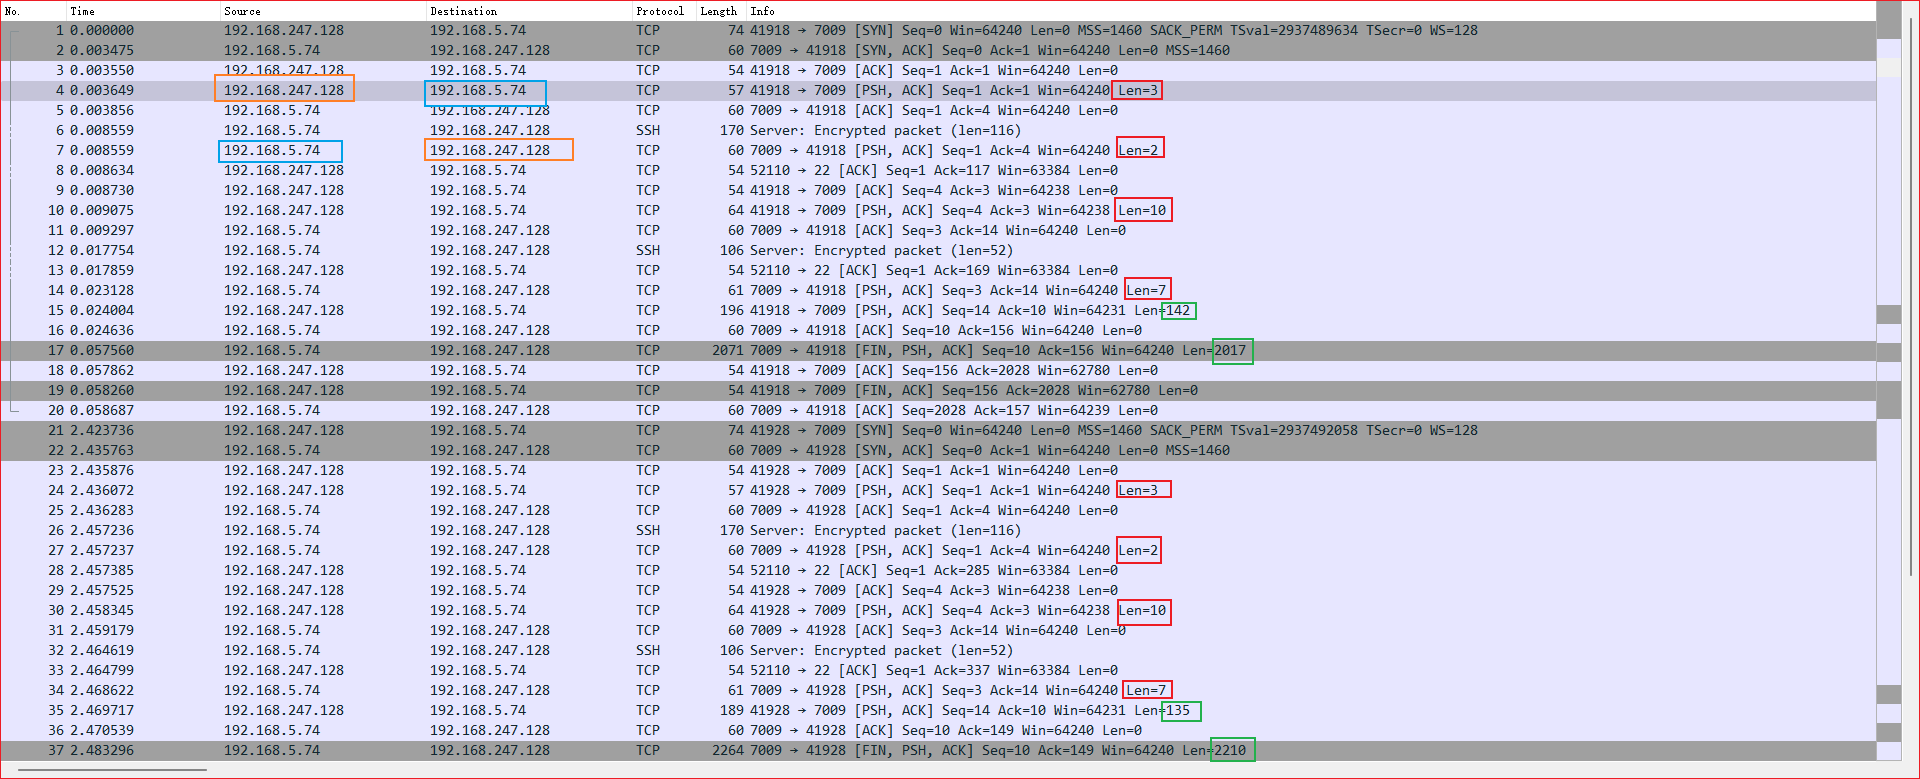 No. Time Source Destination Protocol Length Info
1 0.000000 192.168.247.128 192.168.5.74 TCP 74 41918 → 7009 [SYN] Seq=0 Win=64240 Len=0 MSS=1460 SACK_PERM TSval=2937489634 TSecr=0 WS=128
2 0.003475 192.168.5.74 192.168.247.128 TCP 60 7009 → 41918 [SYN, ACK] Seq=0 Ack=1 Win=64240 Len=0 MSS=1460
3 0.003550 192.168.247.128 192.168.5.74 TCP 54 41918 → 7009 [ACK] Seq=1 Ack=1 Win=64240 Len=0
4 0.003649 192.168.247.128 192.168.5.74 TCP 57 41918 → 7009 [PSH, ACK] Seq=1 Ack=1 Win=64240 Len=3
5 0.003856 192.168.5.74 192.168.247.128 TCP 60 7009 → 41918 [ACK] Seq=1 Ack=4 Win=64240 Len=0
6 0.008559 192.168.5.74 192.168.247.128 SSH 170 Server: Encrypted packet (len=116)
7 0.008559 192.168.5.74 192.168.247.128 TCP 60 7009 → 41918 [PSH, ACK] Seq=1 Ack=4 Win=64240 Len=2
8 0.008634 192.168.247.128 192.168.5.74 TCP 54 52110 → 22 [ACK] Seq=1 Ack=117 Win=63384 Len=0
9 0.008730 192.168.247.128 192.168.5.74 TCP 54 41918 → 7009 [ACK] Seq=4 Ack=3 Win=64238 Len=0
10 0.009075 192.168.247.128 192.168.5.74 TCP 64 41918 → 7009 [PSH, ACK] Seq=4 Ack=3 Win=64238 Len=10
11 0.009297 192.168.5.74 192.168.247.128 TCP 60 7009 → 41918 [ACK] Seq=3 Ack=14 Win=64240 Len=0
12 0.017754 192.168.5.74 192.168.247.128 SSH 106 Server: Encrypted packet (len=52)
13 0.017859 192.168.247.128 192.168.5.74 TCP 54 52110 → 22 [ACK] Seq=1 Ack=169 Win=63384 Len=0
14 0.023128 192.168.5.74 192.168.247.128 TCP 61 7009 → 41918 [PSH, ACK] Seq=3 Ack=14 Win=64240 Len=7
15 0.024004 192.168.247.128 192.168.5.74 TCP 196 41918 → 7009 [PSH, ACK] Seq=14 Ack=10 Win=64231 Len=142
16 0.024636 192.168.5.74 192.168.247.128 TCP 60 7009 → 41918 [ACK] Seq=10 Ack=156 Win=64240 Len=0
17 0.057560 192.168.5.74 192.168.247.128 TCP 2071 7009 → 41918 [FIN, PSH, ACK] Seq=10 Ack=156 Win=64240 Len=2017
18 0.057862 192.168.247.128 192.168.5.74 TCP 54 41918 → 7009 [ACK] Seq=156 Ack=2028 Win=62780 Len=0
19 0.058260 192.168.247.128 192.168.5.74 TCP 54 41918 → 7009 [FIN, ACK] Seq=156 Ack=2028 Win=62780 Len=0
20 0.058687 192.168.5.74 192.168.247.128 TCP 60 7009 → 41918 [ACK] Seq=2028 Ack=157 Win=64239 Len=0
21 2.423736 192.168.247.128 192.168.5.74 TCP 74 41928 → 7009 [SYN] Seq=0 Win=64240 Len=0 MSS=1460 SACK_PERM TSval=2937492058 TSecr=0 WS=128
22 2.435763 192.168.5.74 192.168.247.128 TCP 60 7009 → 41928 [SYN, ACK] Seq=0 Ack=1 Win=64240 Len=0 MSS=1460
23 2.435876 192.168.247.128 192.168.5.74 TCP 54 41928 → 7009 [ACK] Seq=1 Ack=1 Win=64240 Len=0
24 2.436072 192.168.247.128 192.168.5.74 TCP 57 41928 → 7009 [PSH, ACK] Seq=1 Ack=1 Win=64240 Len=3
25 2.436283 192.168.5.74 192.168.247.128 TCP 60 7009 → 41928 [ACK] Seq=1 Ack=4 Win=64240 Len=0
26 2.457236 192.168.5.74 192.168.247.128 SSH 170 Server: Encrypted packet (len=116)
27 2.457237 192.168.5.74 192.168.247.128 TCP 60 7009 → 41928 [PSH, ACK] Seq=1 Ack=4 Win=64240 Len=2
28 2.457385 192.168.247.128 192.168.5.74 TCP 54 52110 → 22 [ACK] Seq=1 Ack=285 Win=63384 Len=0
29 2.457525 192.168.247.128 192.168.5.74 TCP 54 41928 → 7009 [ACK] Seq=4 Ack=3 Win=64238 Len=0
30 2.458345 192.168.247.128 192.168.5.74 TCP 64 41928 → 7009 [PSH, ACK] Seq=4 Ack=3 Win=64238 Len=10
31 2.459179 192.168.5.74 192.168.247.128 TCP 60 7009 → 41928 [ACK] Seq=3 Ack=14 Win=64240 Len=0
32 2.464619 192.168.5.74 192.168.247.128 SSH 106 Server: Encrypted packet (len=52)
33 2.464799 192.168.247.128 192.168.5.74 TCP 54 52110 → 22 [ACK] Seq=1 Ack=337 Win=63384 Len=0
34 2.468622 192.168.5.74 192.168.247.128 TCP 61 7009 → 41928 [PSH, ACK] Seq=3 Ack=14 Win=64240 Len=7
35 2.469717 192.168.247.128 192.168.5.74 TCP 189 41928 → 7009 [PSH, ACK] Seq=14 Ack=10 Win=64231 Len=135
36 2.470539 192.168.5.74 192.168.247.128 TCP 60 7009 → 41928 [ACK] Seq=10 Ack=149 Win=64240 Len=0
37 2.483296 192.168.5.74 192.168.247.128 TCP 2264 7009 → 41928 [FIN, PSH, ACK] Seq=10 Ack=149 Win=64240 Len=2210